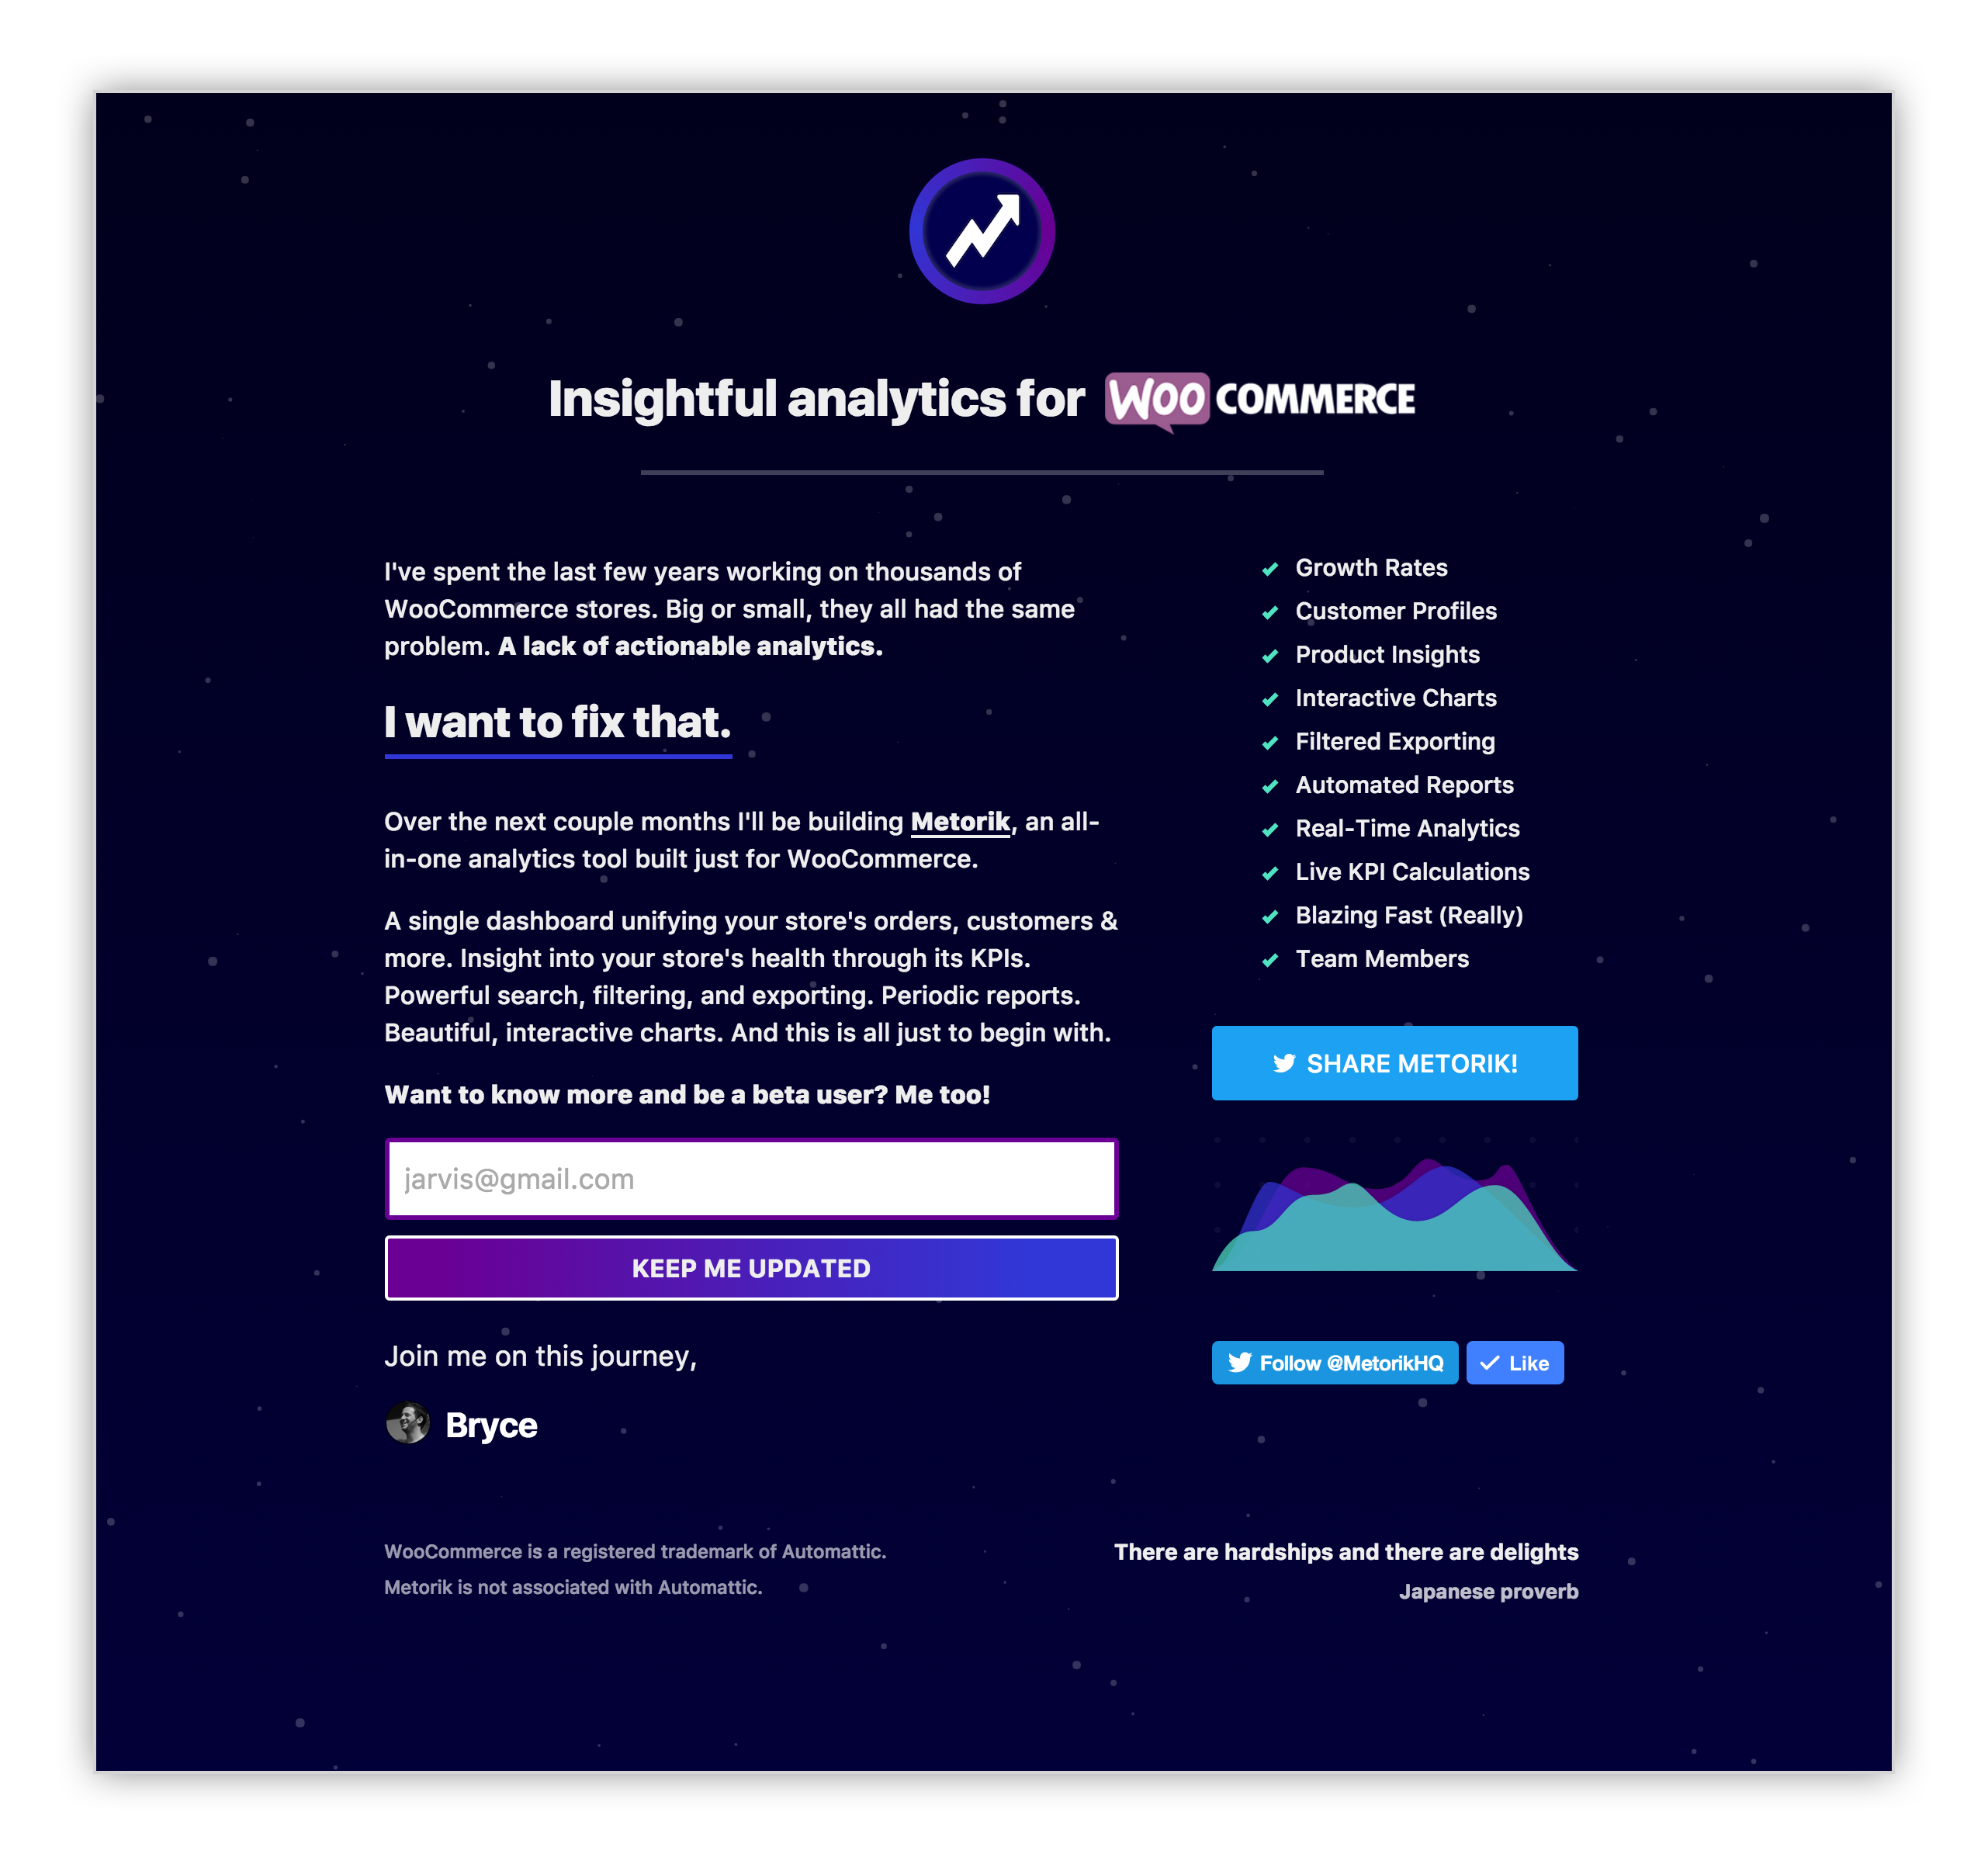 Insightful analytics for WOO COMMERCE
I've spent the last few years working on thousands of
WooCommerce stores. Big or small, they all had the same
problem. A lack of actionable analytics.
I want to fix that.
Over the next couple months I'll be building Metorik, an all-
in-one analytics tool built just for WooCommerce.
A single dashboard unifying your store's orders, customers &
more. Insight into your store's health through its KPIs.
Powerful search, filtering, and exporting. Periodic reports.
Beautiful, interactive charts. And this is all just to begin with.
Want to know more and be a beta user? Me too!
jarvis@gmail.com
KEEP ME UPDATED
Join me on this journey,
Bryce
Growth Rates
Customer Profiles
Product Insights
Interactive Charts
Filtered Exporting
Automated Reports
Real-Time Analytics
Live KPI Calculations
Blazing Fast (Really)
Team Members
SHARE METORIK!
Follow @MetorikHQ
Like
WooCommerce is a registered trademark of Automattic.
Metorik is not associated with Automattic.
There are hardships and there are delights
Japanese proverb